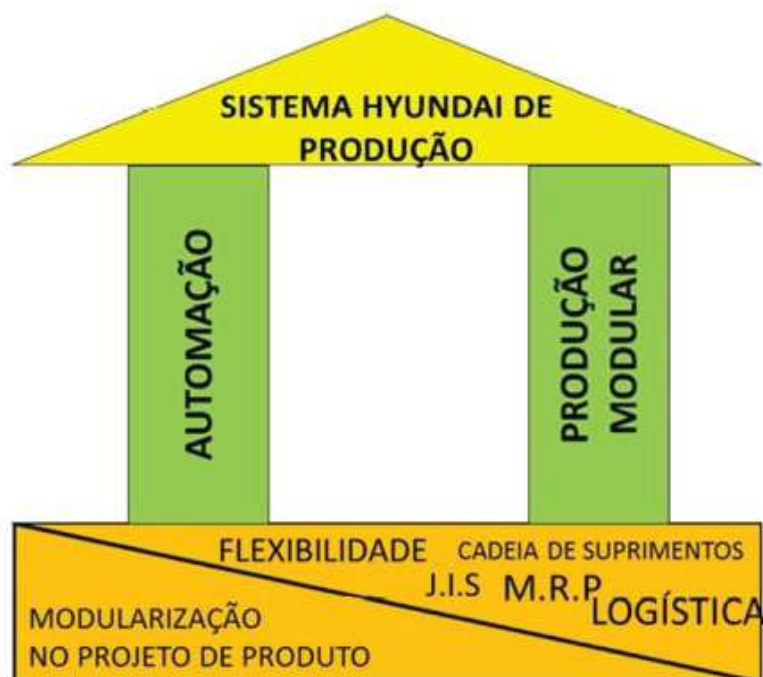 SISTEMA HYUNDAI DE
PRODUÇÃO
AUTOMAÇÃO
PRODUÇÃO
MODULAR
FLEXIBILIDADE CADEIA DE SUPRIMENTOS
J.I.S M.R.P
LOGÍSTICA
MODULARIZAÇÃO
NO PROJETO DE PRODUTO